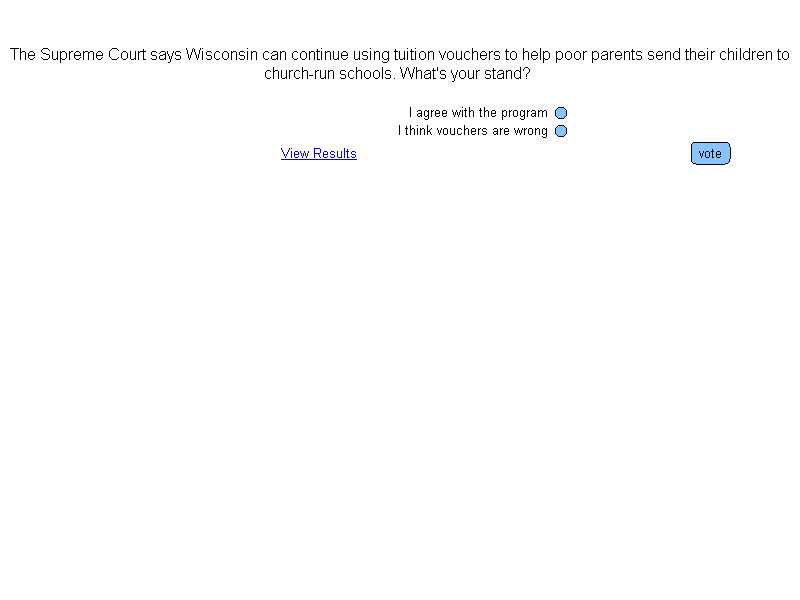 The Supreme Court says Wisconsin can continue using tuition vouchers to help poor parents send their children to
church-run schools. What's your stand?
I agree with the program
I think vouchers are wrong
View Results
vote